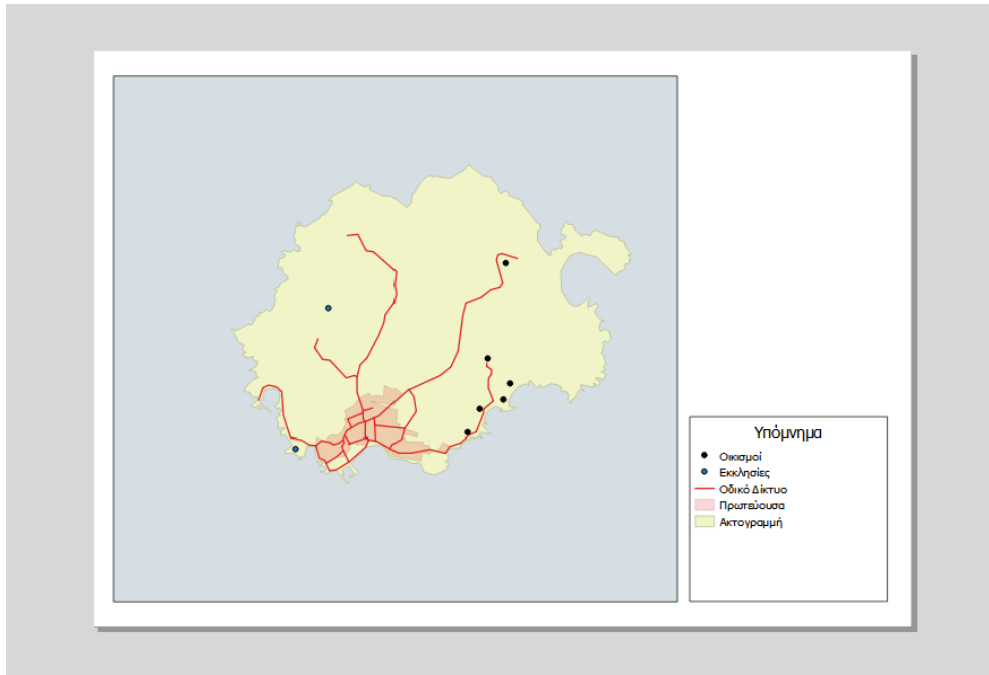 Υπόμνημα
Οικισμοί
Εκκλησίες
Οδικό Δίκτυο
Πρωτεύουσα
Ακτογραμμή